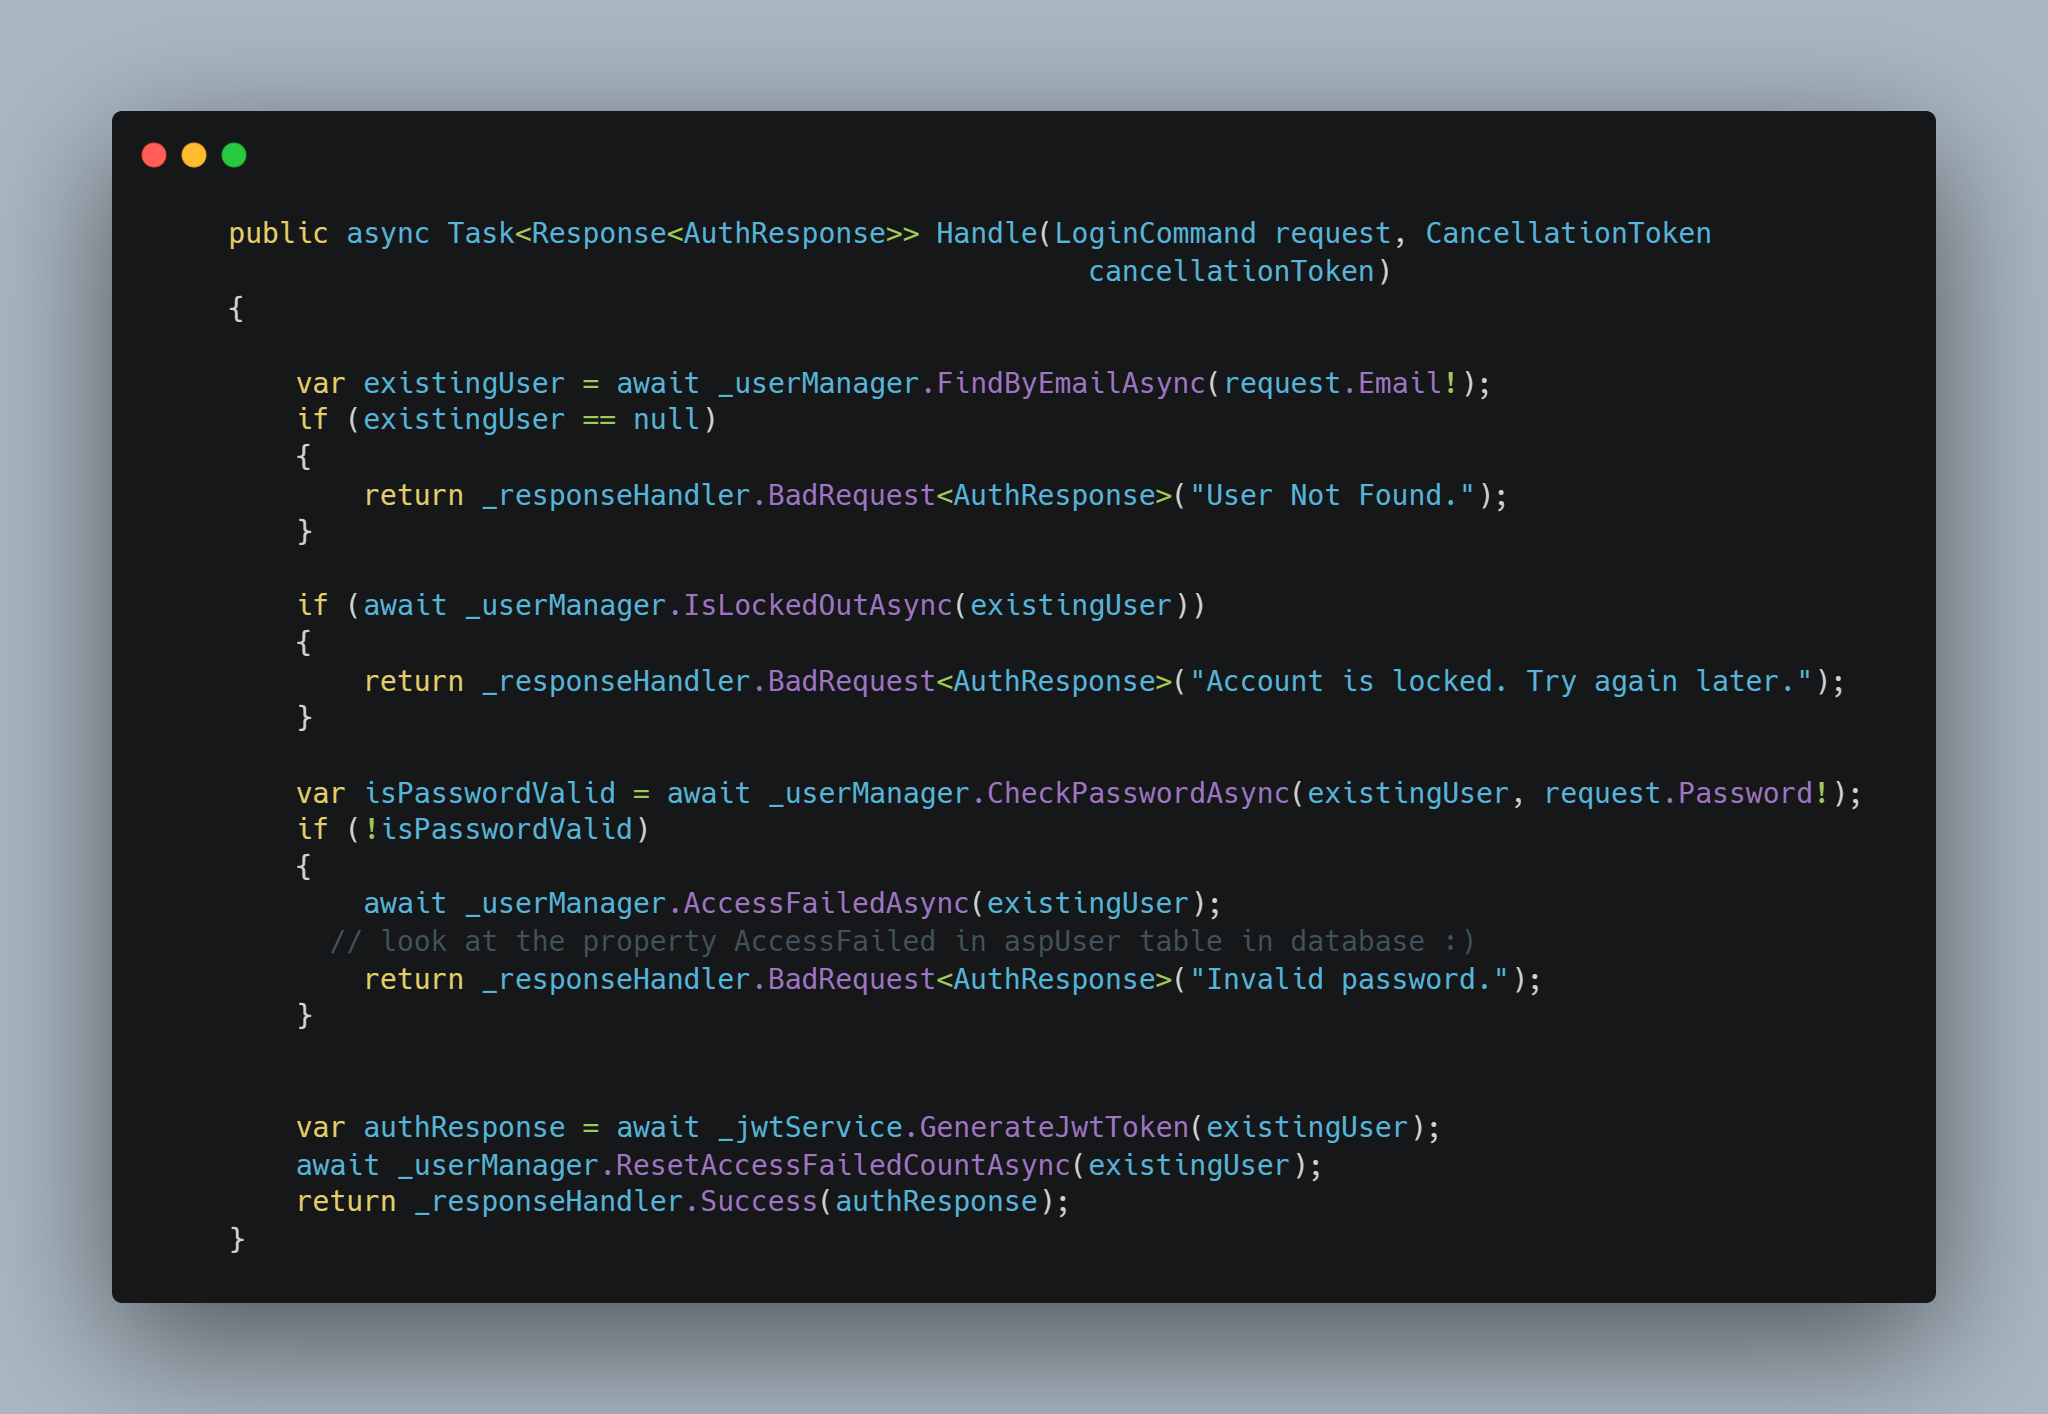 public async Task<Response<AuthResponse>> Handle(LoginCommand request, CancellationToken
cancellationToken)
{
var existingUser = await _userManager.FindByEmailAsync(request.Email!);
if (existingUser == null)
{
return _responseHandler.BadRequest<AuthResponse>("User Not Found.");
}
if (await _userManager.IsLockedOutAsync(existingUser))
{
return _responseHandler.BadRequest<AuthResponse>("Account is locked. Try again later.");
}
var isPasswordValid = await _userManager.CheckPasswordAsync(existingUser, request.Password!);
if (!isPasswordValid)
{
await _userManager.AccessFailedAsync(existingUser);
// look at the property AccessFailed in aspUser table in database :)
return _responseHandler.BadRequest<AuthResponse>("Invalid password.");
}
var authResponse = await _jwtService.GenerateJwtToken(existingUser);
await _userManager.ResetAccessFailedCountAsync(existingUser);
return _responseHandler.Success(authResponse);
}